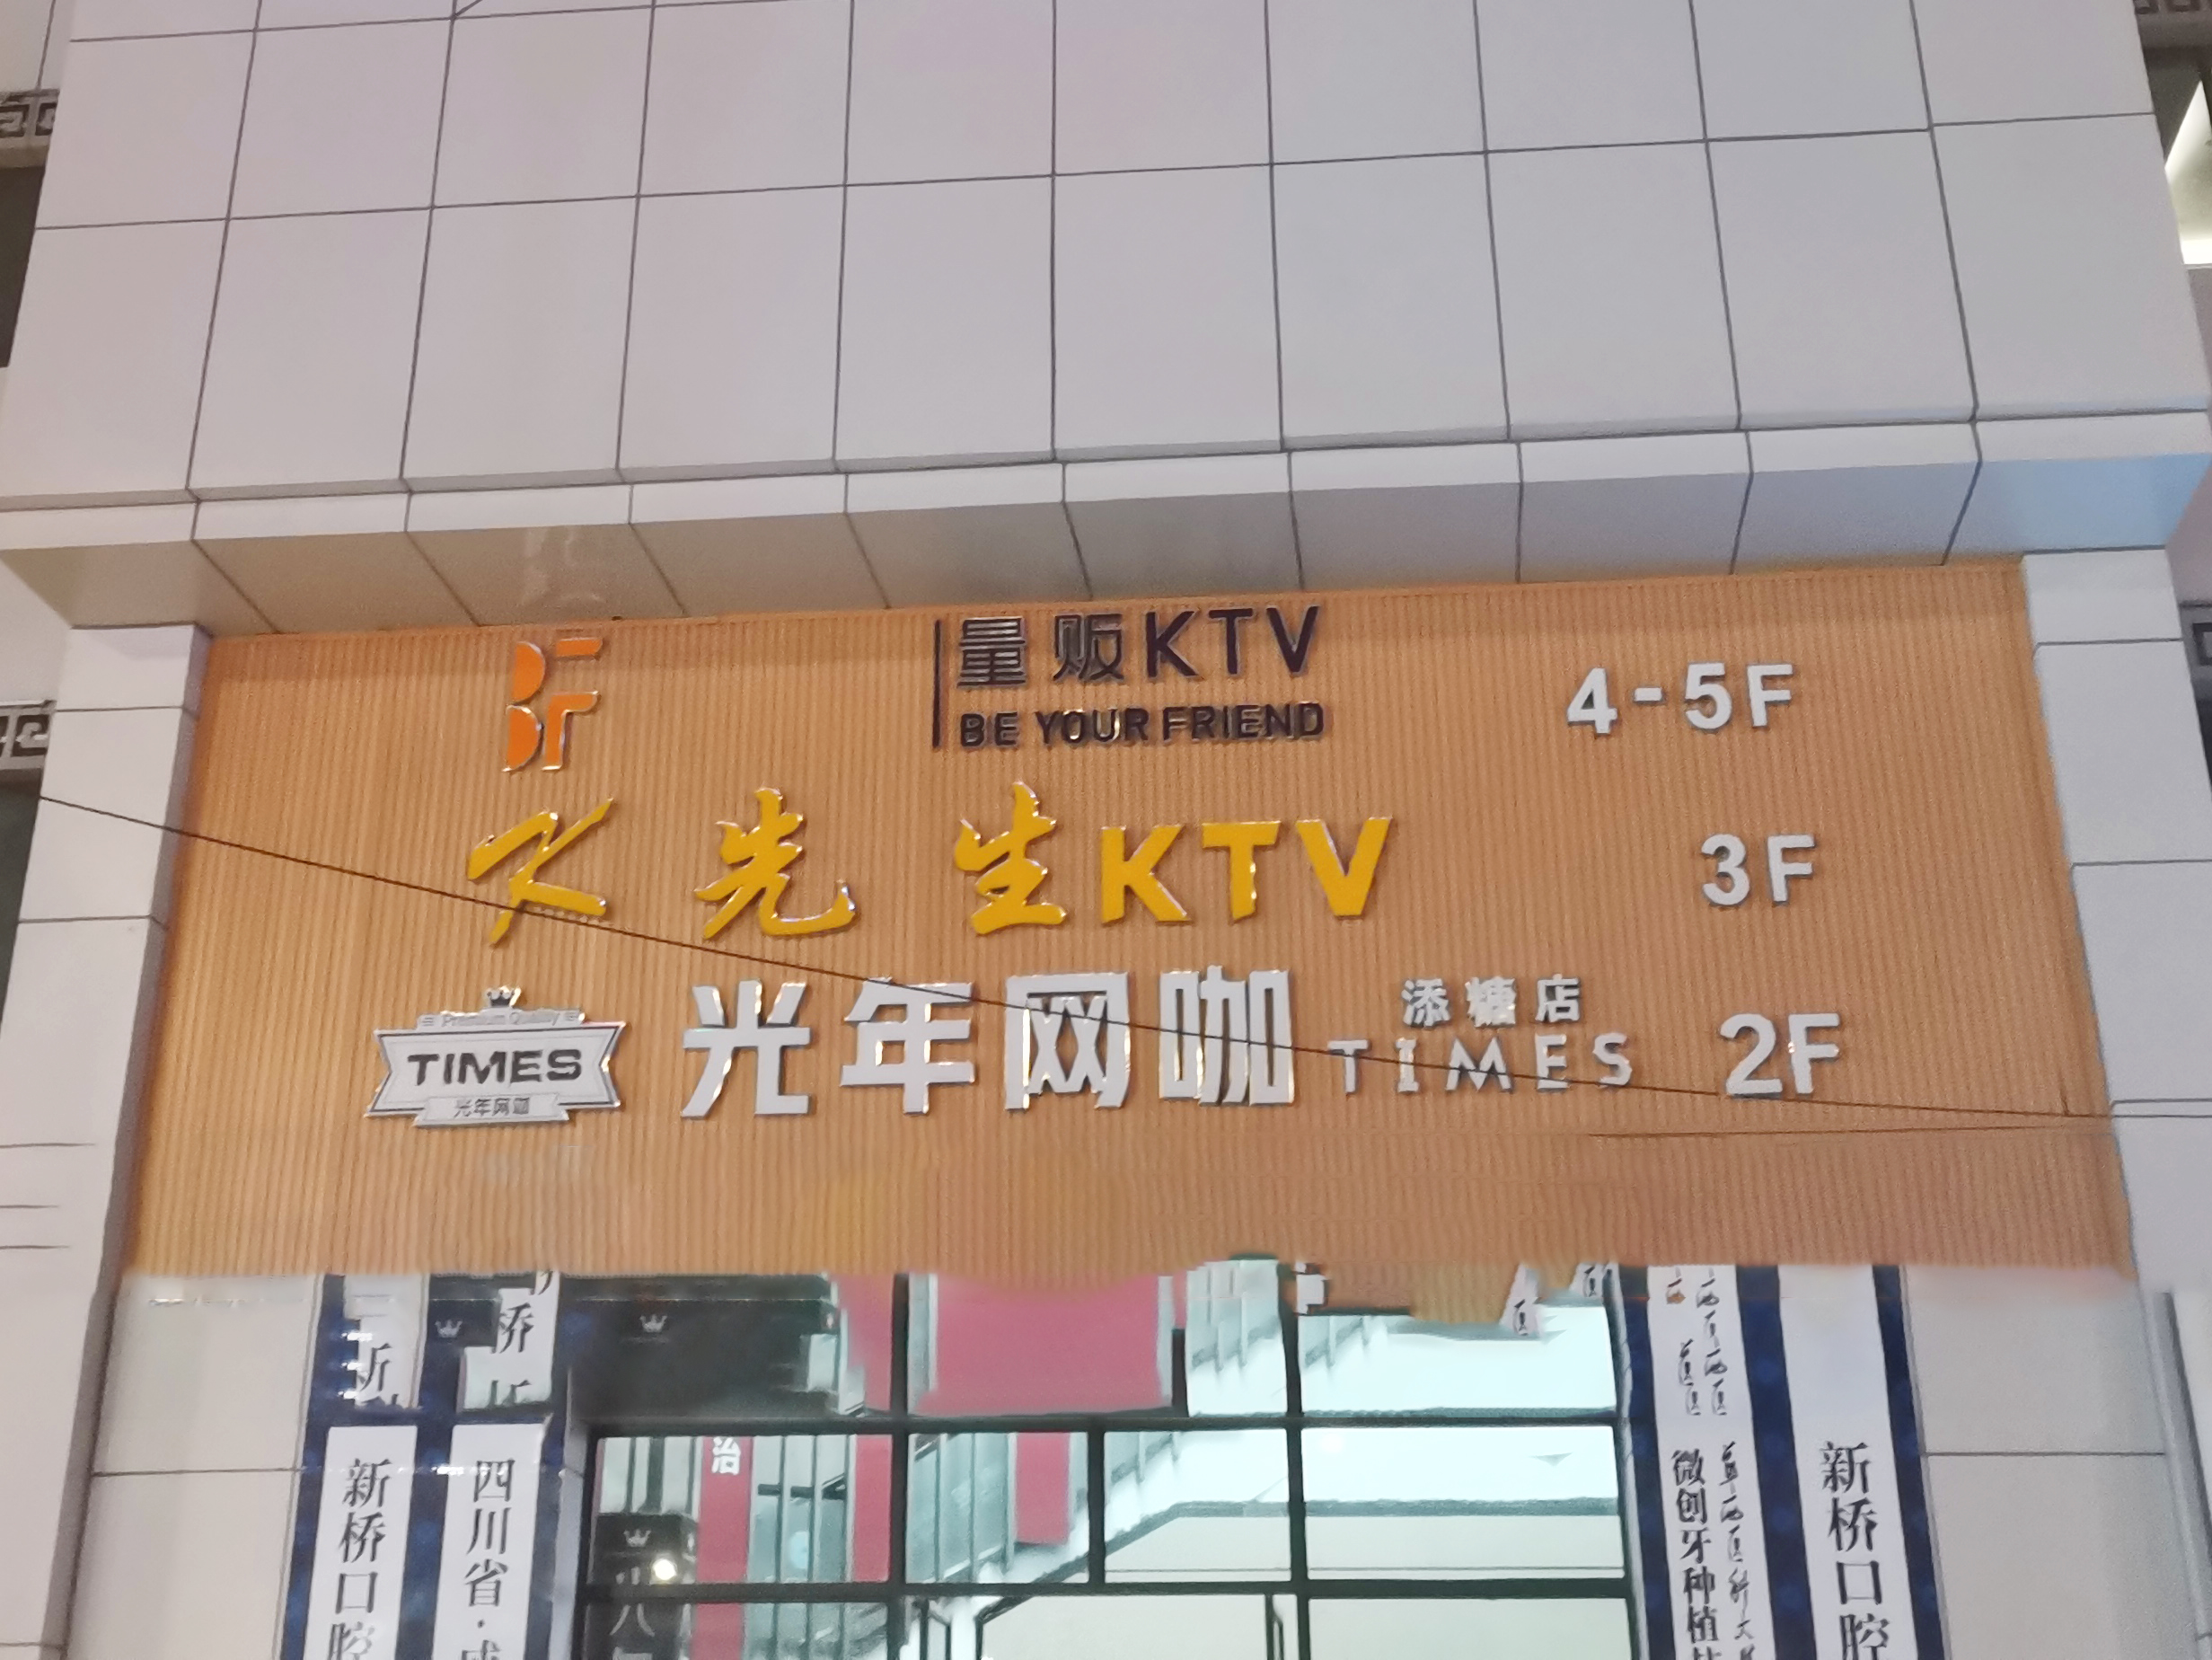 BF
量贩KTV
BE YOUR FRIEND
4-5F
K先生KTV
3F
Premium Quality
TIMES
光年网咖
光年网咖
添糖店
TIMES
2F
新桥口腔
四川省·成
治
微创牙种植
新桥口腔